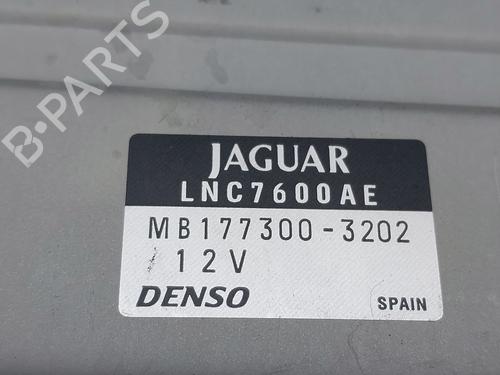 B-PARTS
JAGUAR
LNC7600AE
MB177300-3202
12V
DENSO
SPAIN